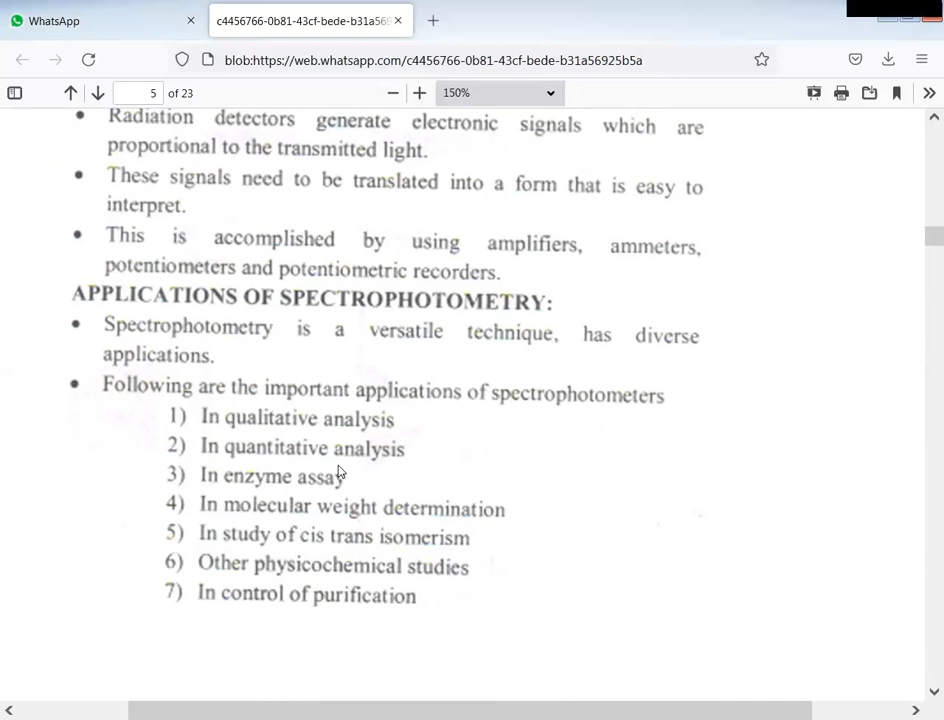 WhatsApp
c4456766-0b81-43cf-bede-b31a569
blob:https://web.whatsapp.com/c4456766-0b81-43cf-bede-b31a56925b5a
5 of 23
150%
• Radiation detectors generate electronic signals which are
proportional to the transmitted light.
• These signals need to be translated into a form that is easy to
interpret.
• This is accomplished by using amplifiers, ammeters,
potentiometers and potentiometric recorders.
APPLICATIONS OF SPECTROPHOTOMETRY:
• Spectrophotometry is a versatile technique, has diverse
applications.
• Following are the important applications of spectrophotometers
1) In qualitative analysis
2) In quantitative analysis
3) In enzyme assay
4) In molecular weight determination
5) In study of cis trans isomerism
6) Other physicochemical studies
7) In control of purification